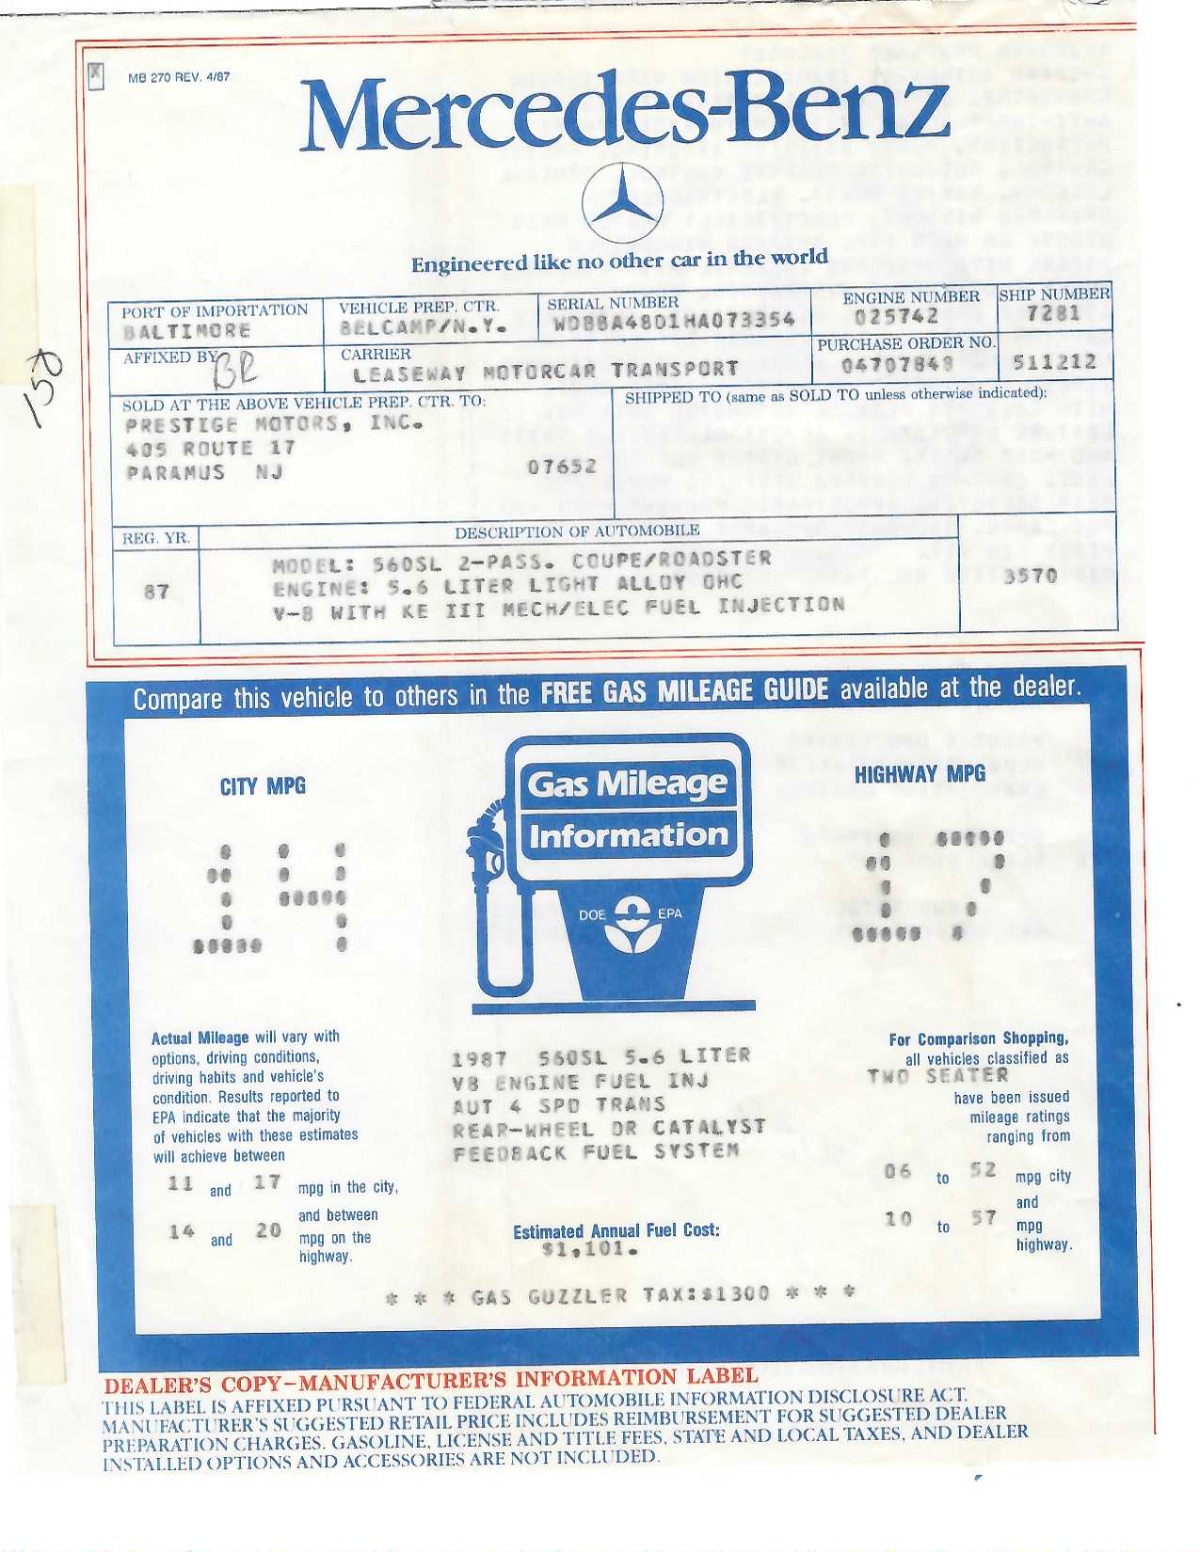 X
MB 270 REV. 4/87
Mercedes-Benz
Engineered like no other car in the world
PORT OF IMPORTATION
BALTIMORE
VEHICLE PREP. CTR.
BELCAMP/N.Y.
SERIAL NUMBER
WDBBA48D1HA073354
ENGINE NUMBER
025742
SHIP NUMBER
7281
AFFIXED BY
BR
CARRIER
LEASEWAY MOTORCAR TRANSPORT
PURCHASE ORDER NO.
04707848
511212
150
SOLD AT THE ABOVE VEHICLE PREP. CTR. TO:
PRESTIGE MOTORS, INC.
405 ROUTE 17
PARAMUS NJ 07652
SHIPPED TO (same as SOLD TO unless otherwise indicated):
REG. YR.
87
DESCRIPTION OF AUTOMOBILE
MODEL: 560SL 2-PASS. COUPE/ROADSTER
ENGINE: 5.6 LITER LIGHT ALLOY OHC
V-8 WITH KE III MECH/ELEC FUEL INJECTION
3570
Compare this vehicle to others in the FREE GAS MILEAGE GUIDE available at the dealer.
CITY MPG
14
Gas Mileage
Information
DOE EPA
HIGHWAY MPG
17
Actual Mileage will vary with
options, driving conditions,
driving habits and vehicle's
condition. Results reported to
EPA indicate that the majority
of vehicles with these estimates
will achieve between
11 and 17 mpg in the city,
and between
14 and 20 mpg on the
highway.
1987 560SL 5.6 LITER
V8 ENGINE FUEL INJ
AUT 4 SPD TRANS
REAR-WHEEL DR CATALYST
FEEDBACK FUEL SYSTEM
Estimated Annual Fuel Cost:
$1,101.
For Comparison Shopping,
all vehicles classified as
TWO SEATER
have been issued
mileage ratings
ranging from
06 to 52 mpg city
and
10 to 57 mpg
highway.
* * * GAS GUZZLER TAX:$1300 * * *
DEALER'S COPY–MANUFACTURER'S INFORMATION LABEL
THIS LABEL IS AFFIXED PURSUANT TO FEDERAL AUTOMOBILE INFORMATION DISCLOSURE ACT.
MANUFACTURER'S SUGGESTED RETAIL PRICE INCLUDES REIMBURSEMENT FOR SUGGESTED DEALER
PREPARATION CHARGES. GASOLINE, LICENSE AND TITLE FEES, STATE AND LOCAL TAXES, AND DEALER
INSTALLED OPTIONS AND ACCESSORIES ARE NOT INCLUDED.